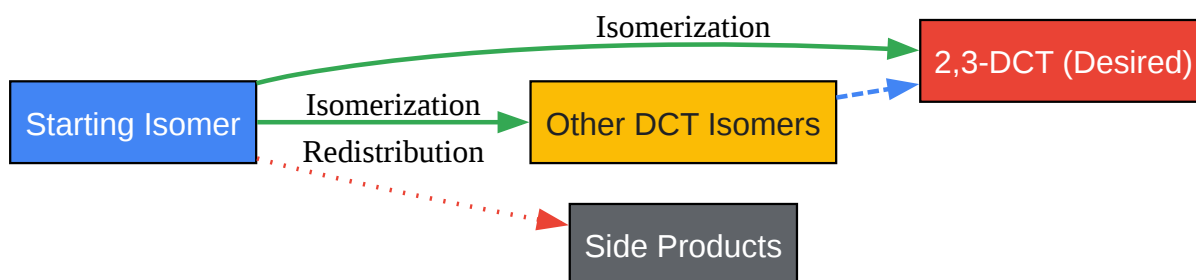 Isomerization
2,3-DCT (Desired)
Starting Isomer
Isomerization
Other DCT Isomers
Redistribution
Side Products